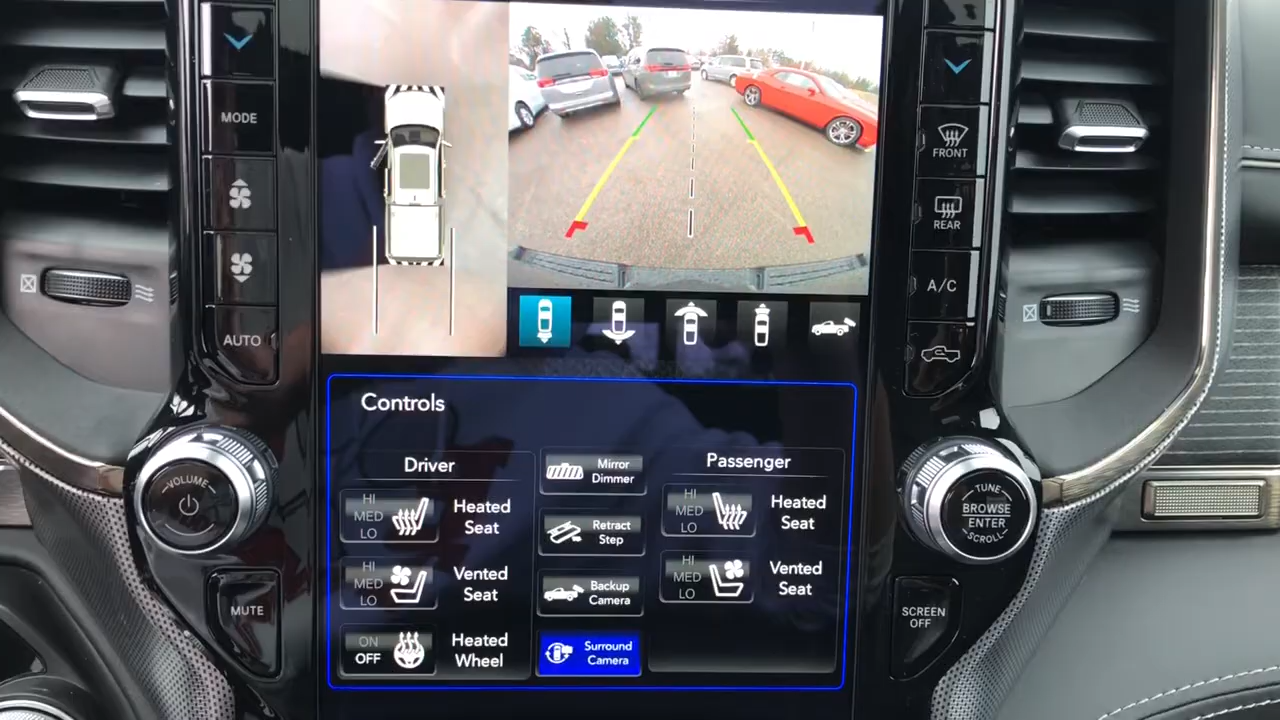 MODE
AUTO
VOLUME
MUTE
FRONT
REAR
A/C
TUNE
BROWSE
ENTER
SCROLL
SCREEN
OFF
Controls
Driver
HI
MED
LO
Heated
Seat
HI
MED
LO
Vented
Seat
ON
OFF
Heated
Wheel
Mirror
Dimmer
Retract
Step
Backup
Camera
Surround
Camera
Passenger
HI
MED
LO
Heated
Seat
HI
MED
LO
Vented
Seat